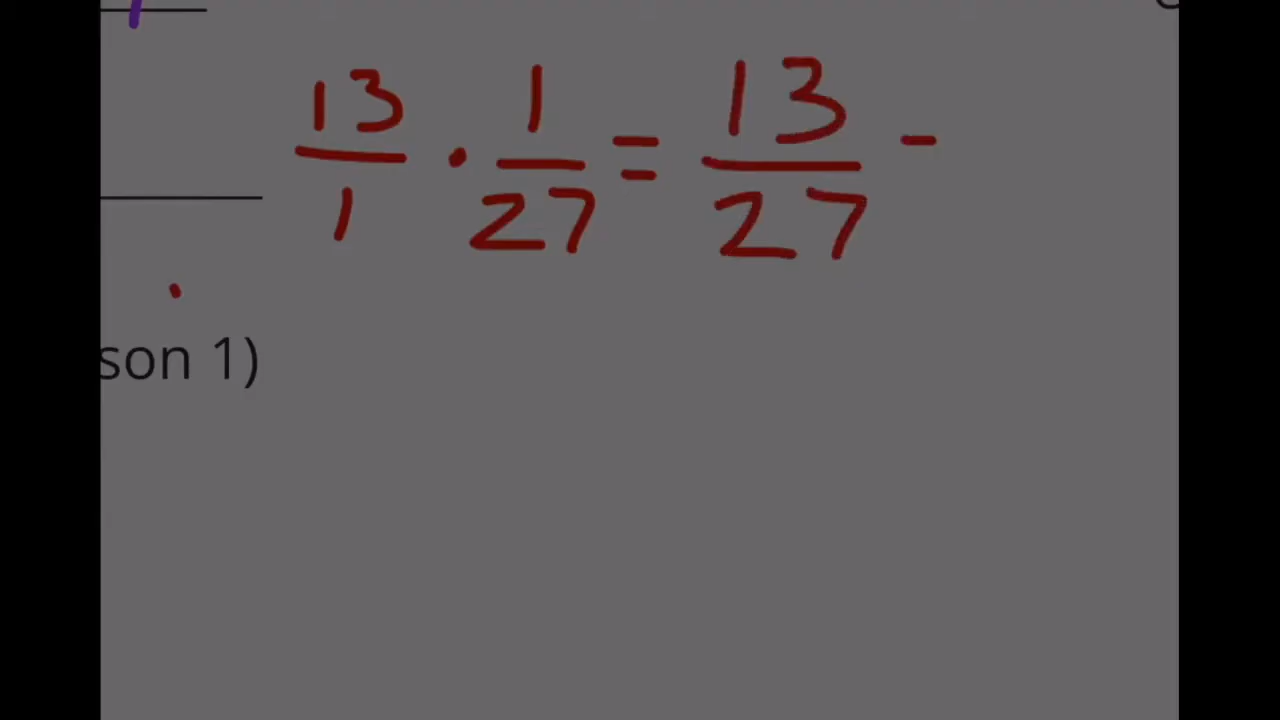 13/1 · 1/27 = 13/27 -
son 1)